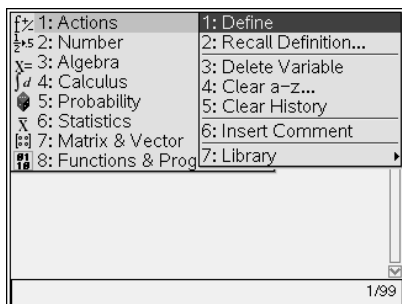 1: Actions
2: Number
3: Algebra
4: Calculus
5: Probability
6: Statistics
7: Matrix & Vector
8: Functions & Prog
1: Define
2: Recall Definition...
3: Delete Variable
4: Clear a-z...
5: Clear History
6: Insert Comment
7: Library
1/99